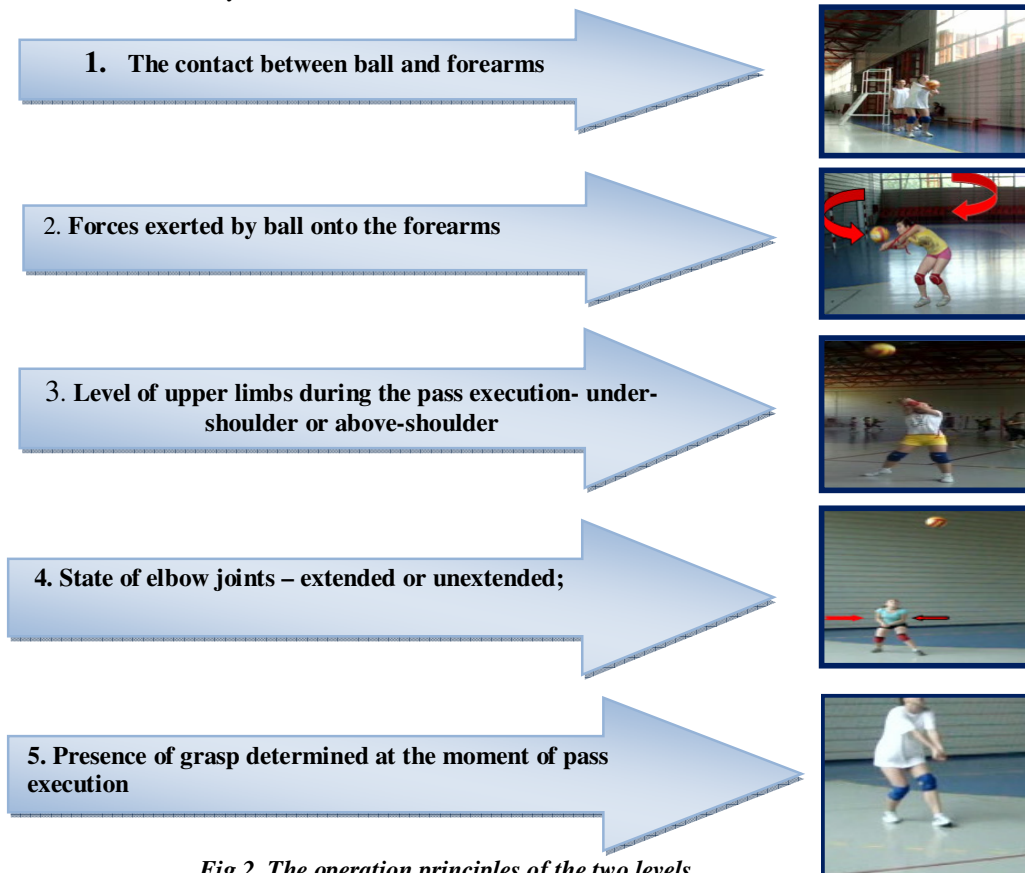 1. The contact between ball and forearms
2. Forces exerted by ball onto the forearms
3. Level of upper limbs during the pass execution- under-
shoulder or above-shoulder
4. State of elbow joints – extended or unextended;
5. Presence of grasp determined at the moment of pass
execution
Fig 2. The operation principles of the two levels